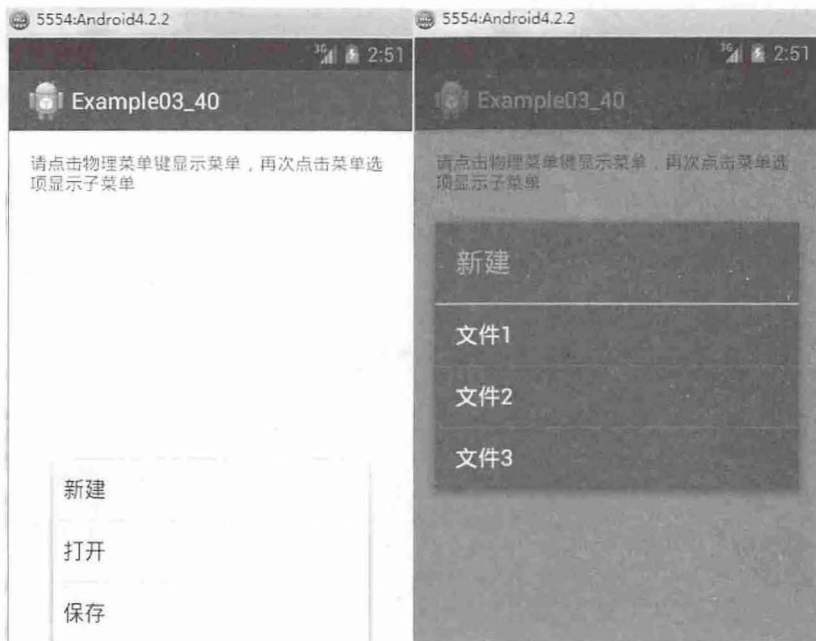 5554:Android4.2.2
3G 2:51
Example03_40
请点击物理菜单键显示菜单，再次点击菜单选
项显示子菜单
新建
打开
保存
5554:Android4.2.2
3G 2:51
Example03_40
请点击物理菜单键显示菜单，再次点击菜单选
项显示子菜单
新建
文件1
文件2
文件3